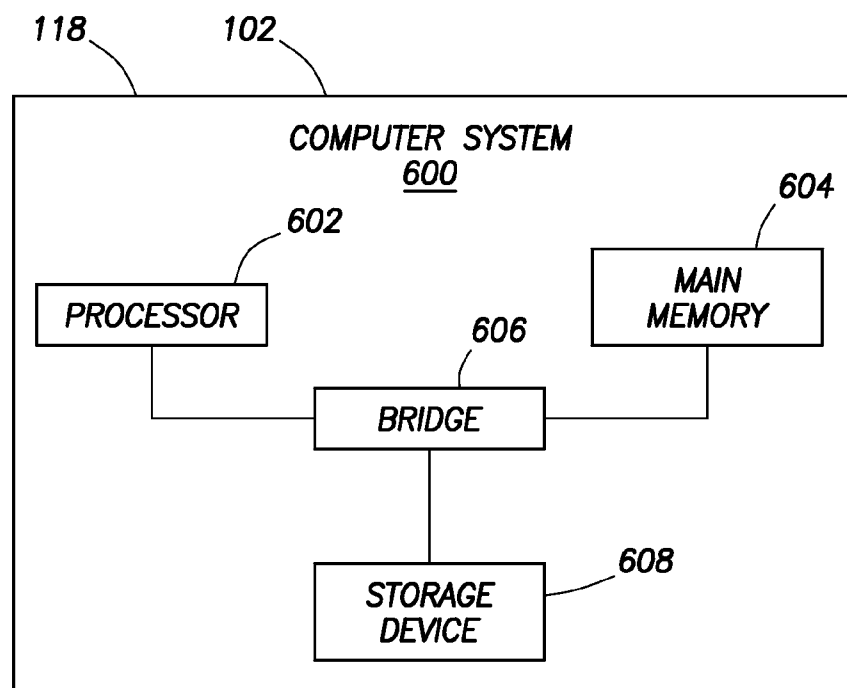 118
102
COMPUTER SYSTEM
600
602
604
PROCESSOR
MAIN
MEMORY
606
BRIDGE
608
STORAGE
DEVICE